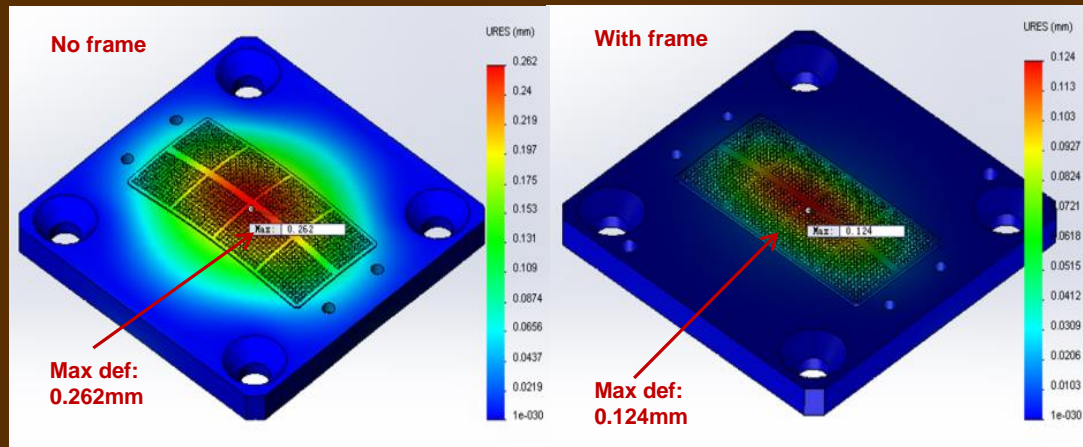 No frame
URES (mm)
0.262
0.24
0.219
0.197
0.175
0.153
0.131
0.109
0.0874
0.0656
0.0437
0.0219
1e-030
Max: 0.262
Max def:
0.262mm
With frame
URES (mm)
0.124
0.113
0.103
0.0927
0.0824
0.0721
0.0618
0.0515
0.0412
0.0309
0.0206
0.0103
1e-030
Max: 0.124
Max def:
0.124mm